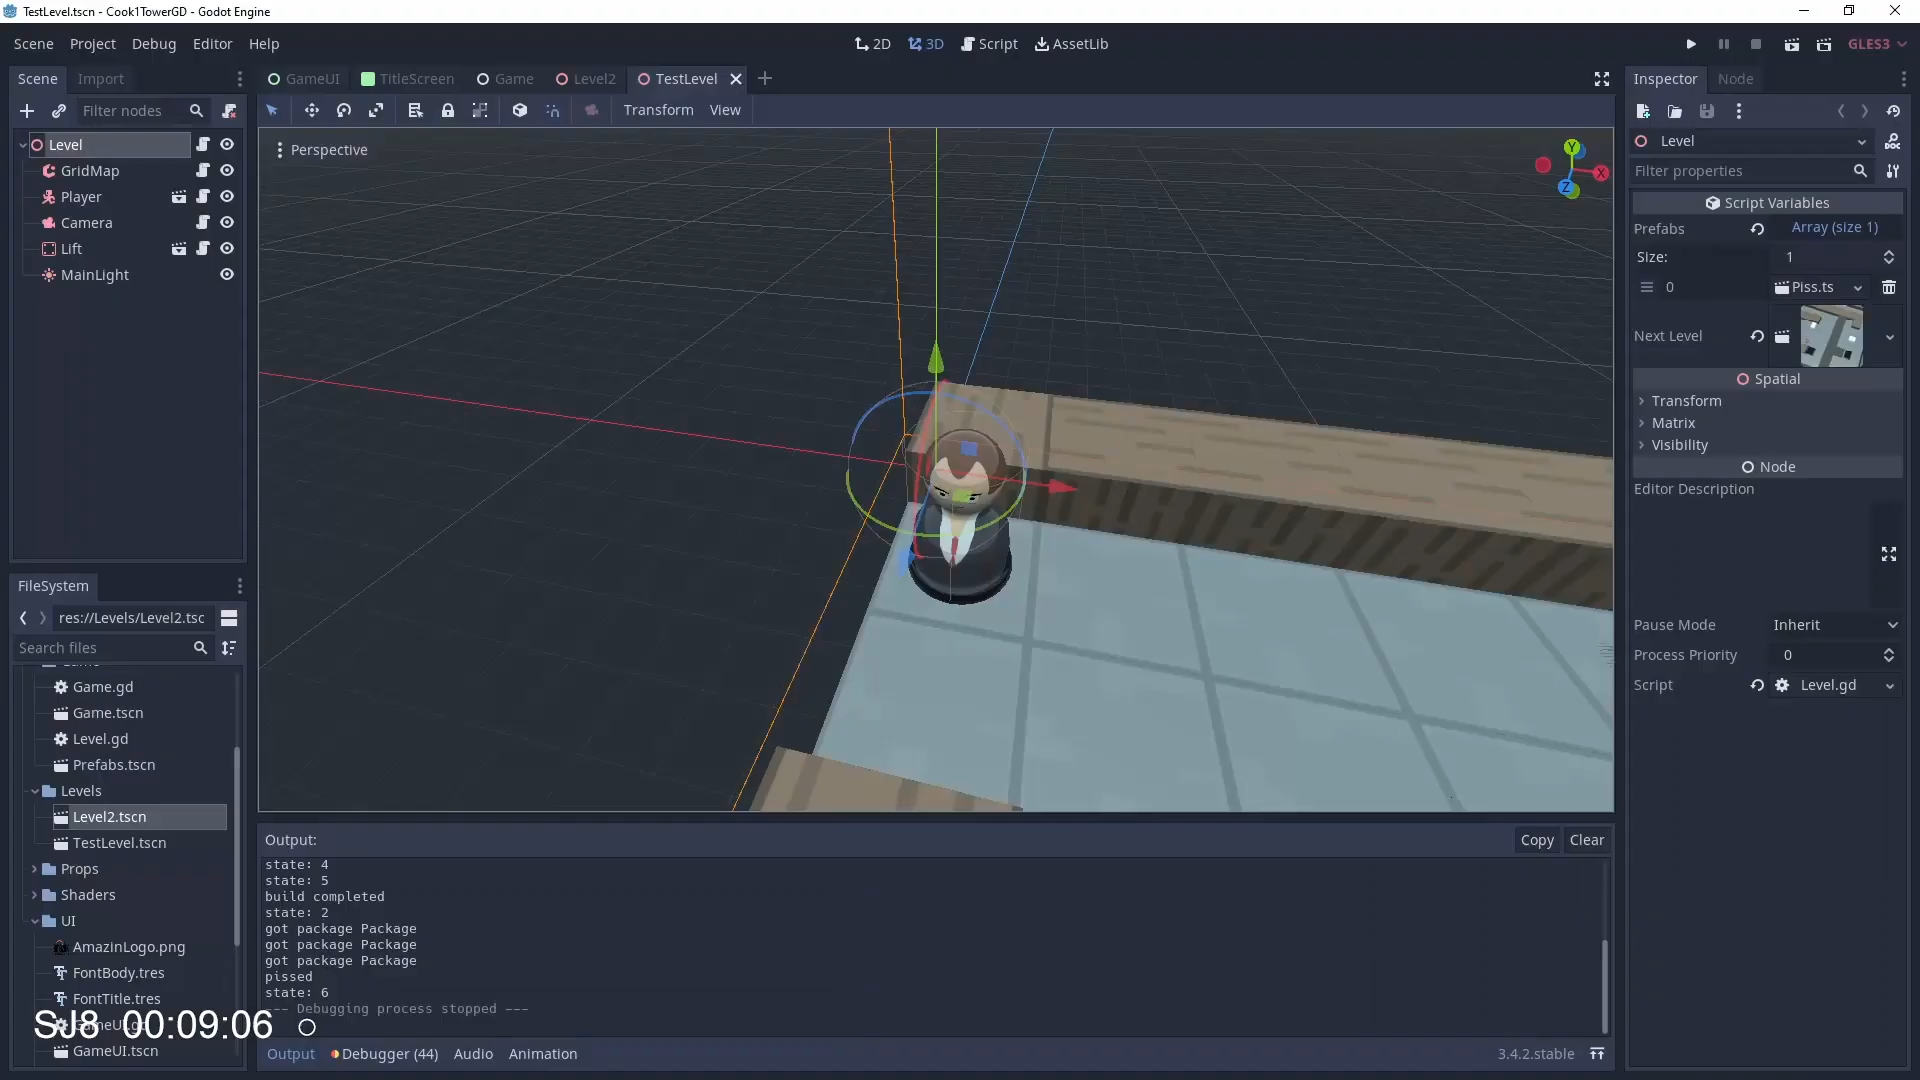 TestLevel.tscn - Cook1TowerGD - Godot Engine
Scene Project Debug Editor Help
2D 3D Script AssetLib
GLES3
Scene Import
GameUI TitleScreen Game Level2 TestLevel
Inspector Node
Filter nodes
Transform View
Level
GridMap
Player
Camera
Lift
MainLight
Perspective
Y
X
Z
Level
Filter properties
Script Variables
Prefabs Array (size 1)
Size: 1
0 Piss.ts
Next Level
Spatial
Transform
Matrix
Visibility
Node
Editor Description
Pause Mode Inherit
Process Priority 0
Script Level.gd
FileSystem
res://Levels/Level2.tsc
Search files
Game.gd
Game.tscn
Level.gd
Prefabs.tscn
Levels
Level2.tscn
TestLevel.tscn
Props
Shaders
UI
AmazinLogo.png
FontBody.tres
FontTitle.tres
GameUI.gd
GameUI.tscn
SJ8 00:09:06
Output: Copy Clear
state: 4
state: 5
build completed
state: 2
got package Package
got package Package
got package Package
pissed
state: 6
--- Debugging process stopped ---
Output Debugger (44) Audio Animation 3.4.2.stable